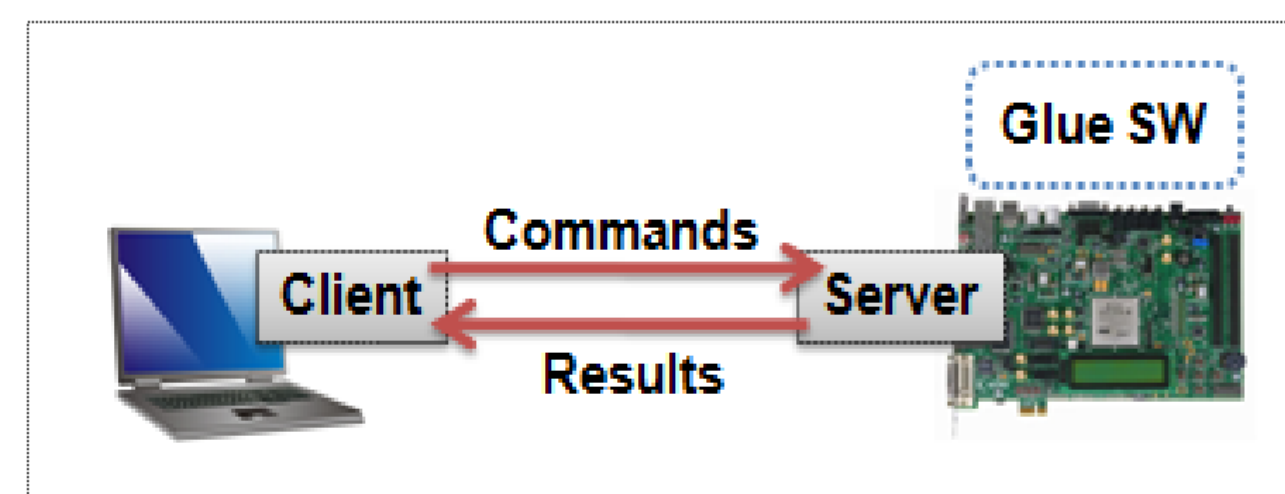 Glue SW
Commands
Client
Server
Results